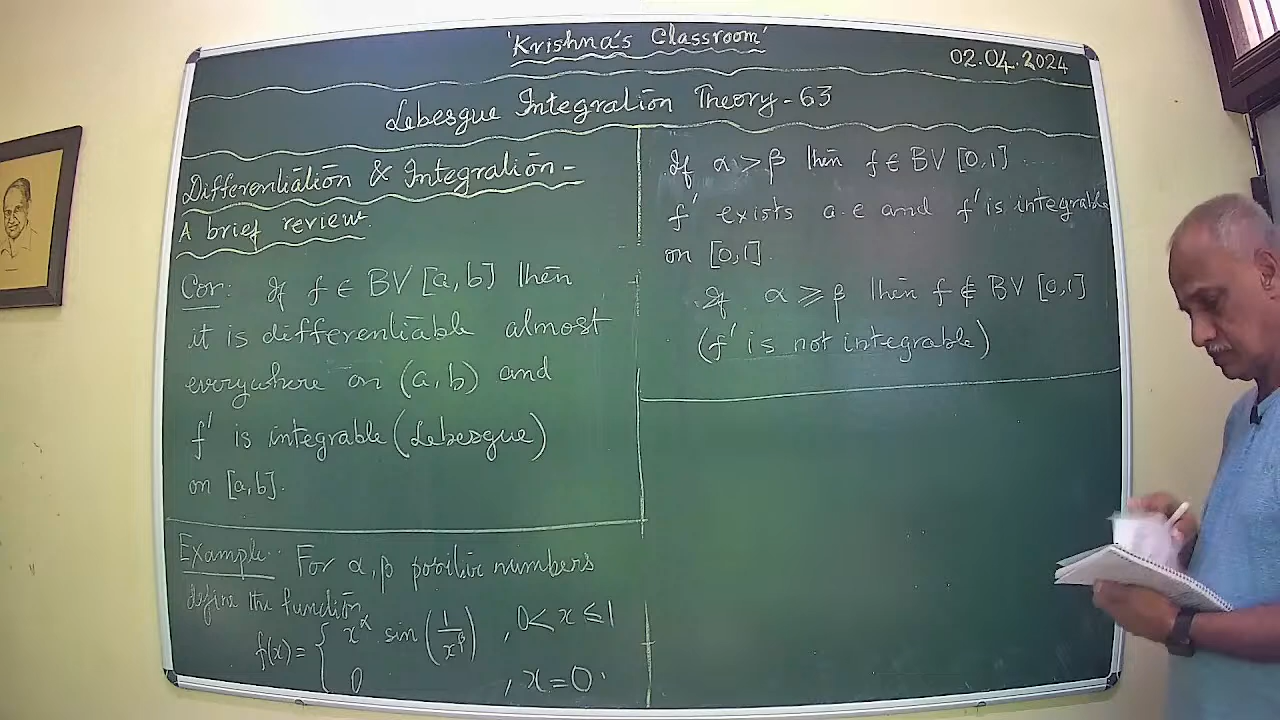 'Krishna's Classroom'
02.04.2024
Lebesgue Integration Theory - 63
Differentiation & Integration -
A brief review.
Cor: If f ∈ BV [a,b] then
it is differentiable almost
everywhere on (a,b) and
f' is integrable (Lebesgue)
on [a,b].
Example: For α, β positive numbers
define the function
f(x) = { x^α sin(1/x^β) , 0 < x ≤ 1
0 , x = 0.
If α > β then f ∈ BV [0,1] ....
f' exists a.e and f' is integrable
on [0,1].
If α ≥ β then f ∉ BV [0,1]
(f' is not integrable)